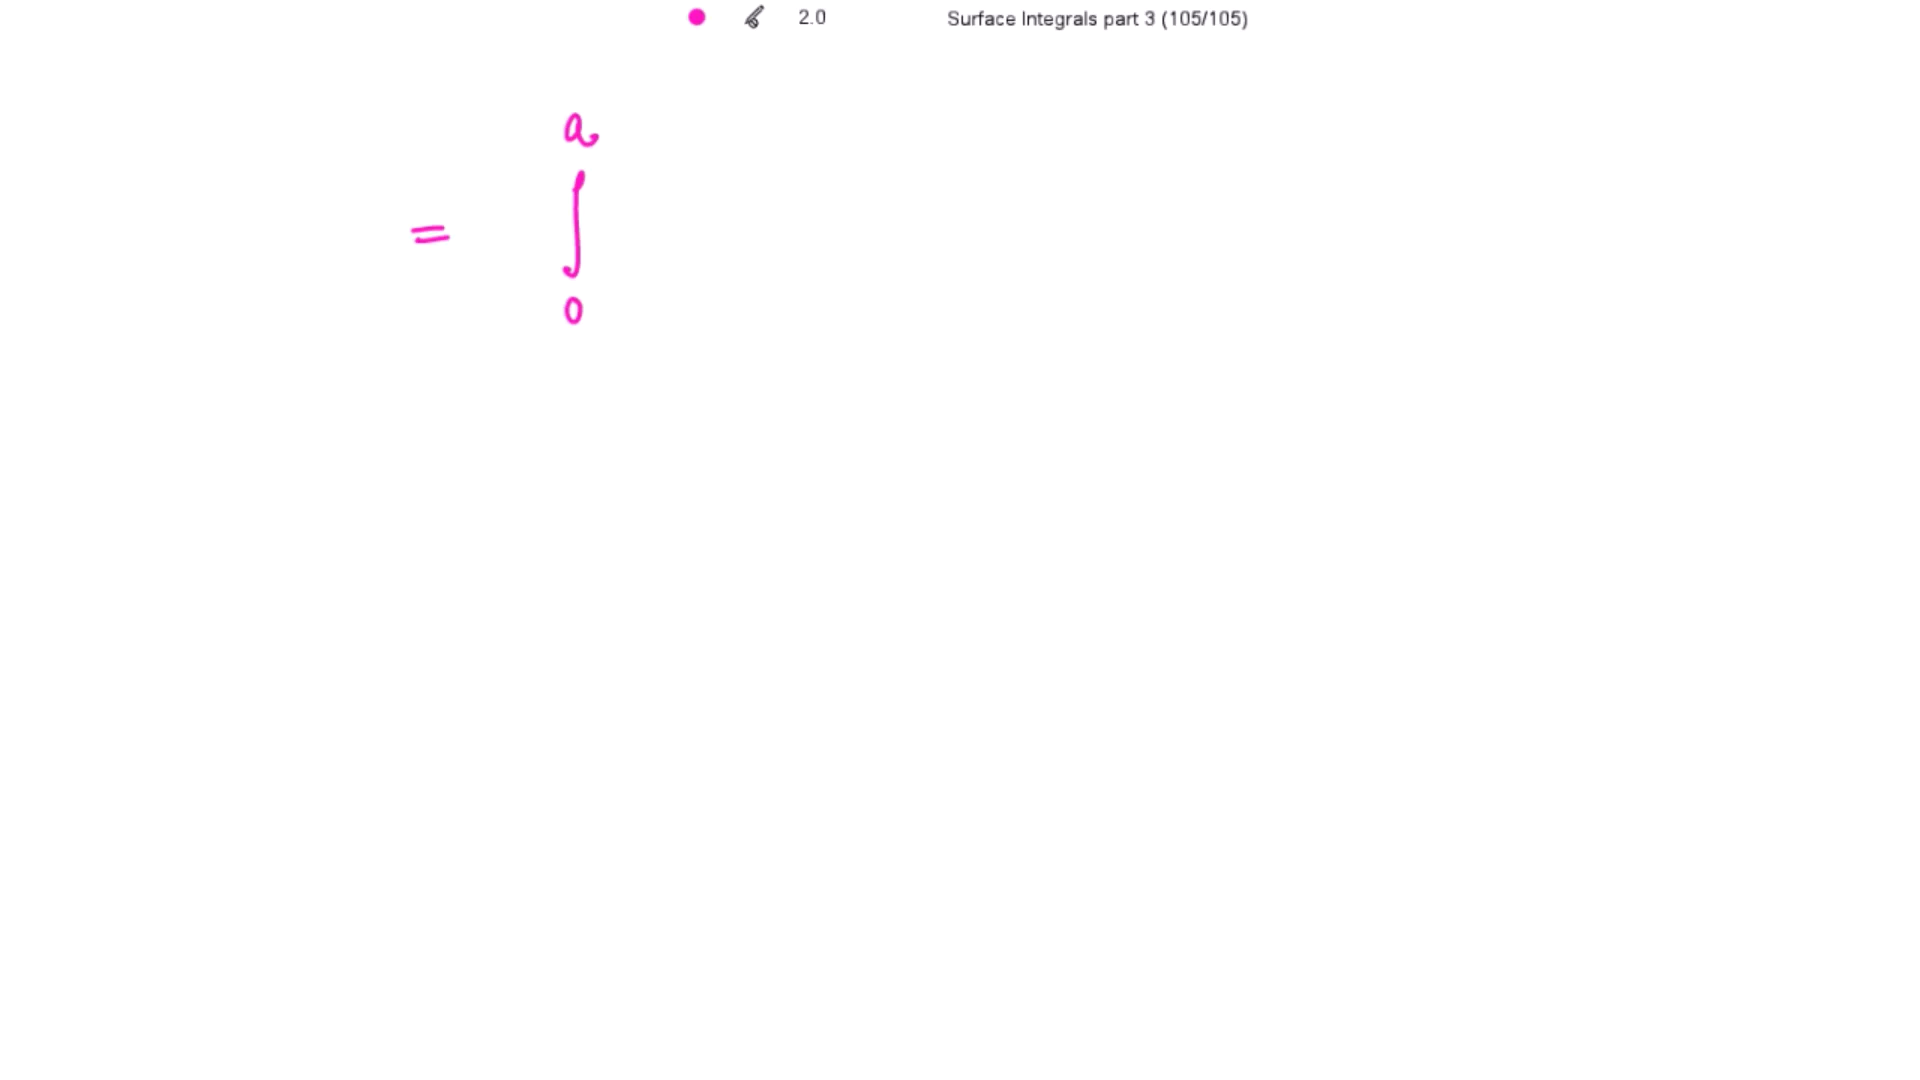 2.0 Surface Integrals part 3 (105/105)
a
= ∫
0